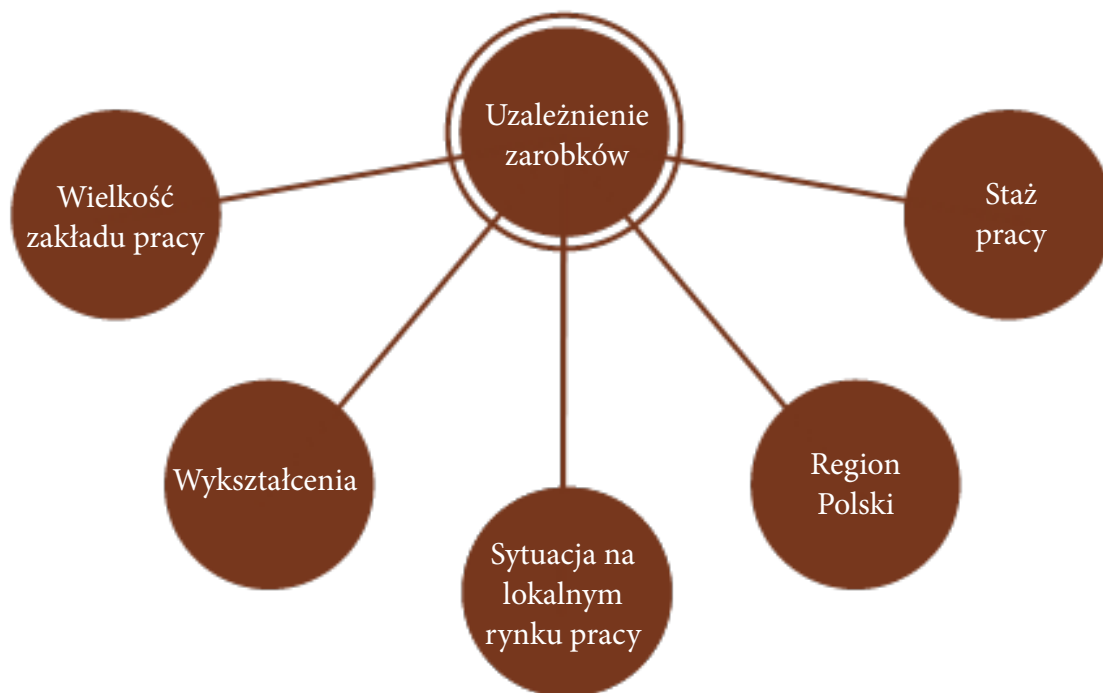 Uzależnienie
zarobków
Wielkość
zakładu pracy
Staż
pracy
Wykształcenia
Region
Polski
Sytuacja na
lokalnym
rynku pracy